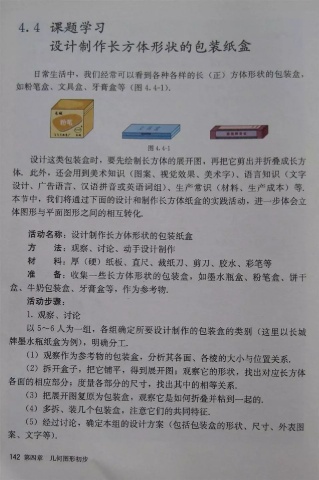 4.4 课题学习
设计制作长方体形状的包装纸盒
日常生活中，我们经常可以看到各种各样的长（正）方体形状的包装盒，
如粉笔盒、文具盒、牙膏盒等（图 4.4-1）.
粉笔
图 4.4-1
设计这类包装盒时，要先绘制长方体的展开图，再把它剪出并折叠成长方
体. 此外，还会用到美术知识（图案、视觉效果、美术字）、语言知识（文字
设计、广告语言、汉语拼音或英语词组）、生产常识（材料、生产成本）等.
本节中，我们将通过下面的设计和制作长方体纸盒的实践活动，进一步体会立
体图形与平面图形之间的相互转化.
活动名称：设计制作长方体形状的包装纸盒
方 法：观察、讨论、动手设计制作
材 料：厚（硬）纸板、直尺、裁纸刀、剪刀、胶水、彩笔等
准 备：收集一些长方体形状的包装盒，如墨水瓶盒、粉笔盒、饼干
盒、牛奶包装盒、牙膏盒等，作为参考物.
活动步骤：
1. 观察、讨论
以 5～6 人为一组，各组确定所要设计制作的包装盒的类别（这里以长城
牌墨水瓶纸盒为例），明确分工.
（1）观察作为参考物的包装盒，分析其各面、各棱的大小与位置关系.
（2）拆开盒子，把它铺平，得到展开图；观察它的形状，找出对应长方体
各面的相应部分；度量各部分的尺寸，找出其中的相等关系.
（3）把展开图复原为包装盒，观察它是如何折叠并粘到一起的.
（4）多拆、装几个包装盒，注意它们的共同特征.
（5）经过讨论，确定本组的设计方案（包括包装盒的形状、尺寸、外表图
案、文字等）.
142 第四章 几何图形初步